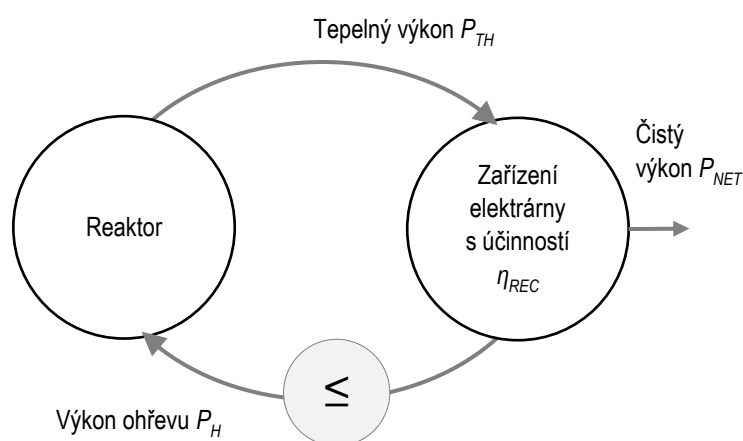 Tepelný výkon P_TH
Čistý
výkon P_NET
Zařízení
elektrárny
s účinností
η_REC
Reaktor
≤
Výkon ohřevu P_H